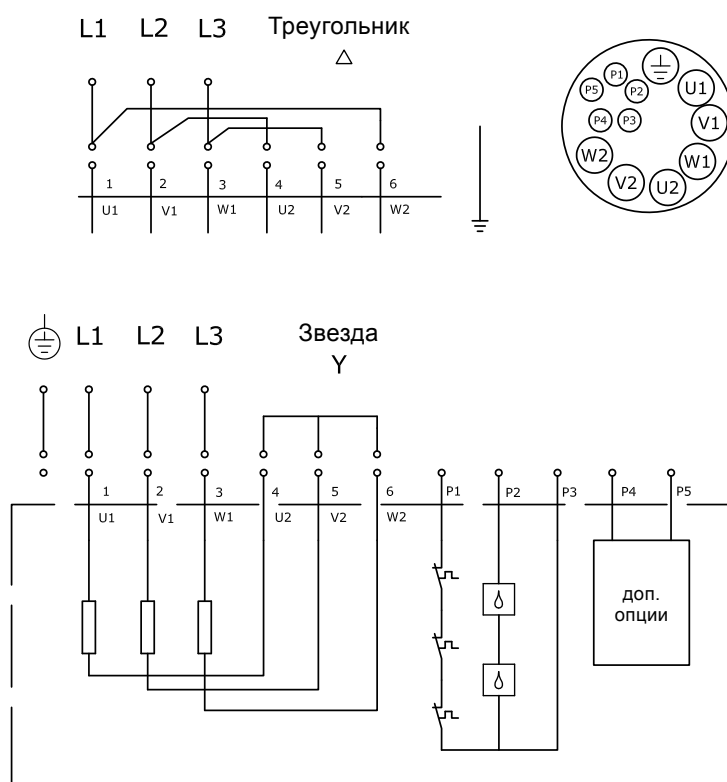 L1 L2 L3 Треугольник
△
1 2 3 4 5 6
U1 V1 W1 U2 V2 W2
P1
P5 P2
U1
P4 P3
V1
W2 W1
V2 U2
L1 L2 L3 Звезда
Y
1 2 3 4 5 6 P1 P2 P3 P4 P5
U1 V1 W1 U2 V2 W2
доп.
опции